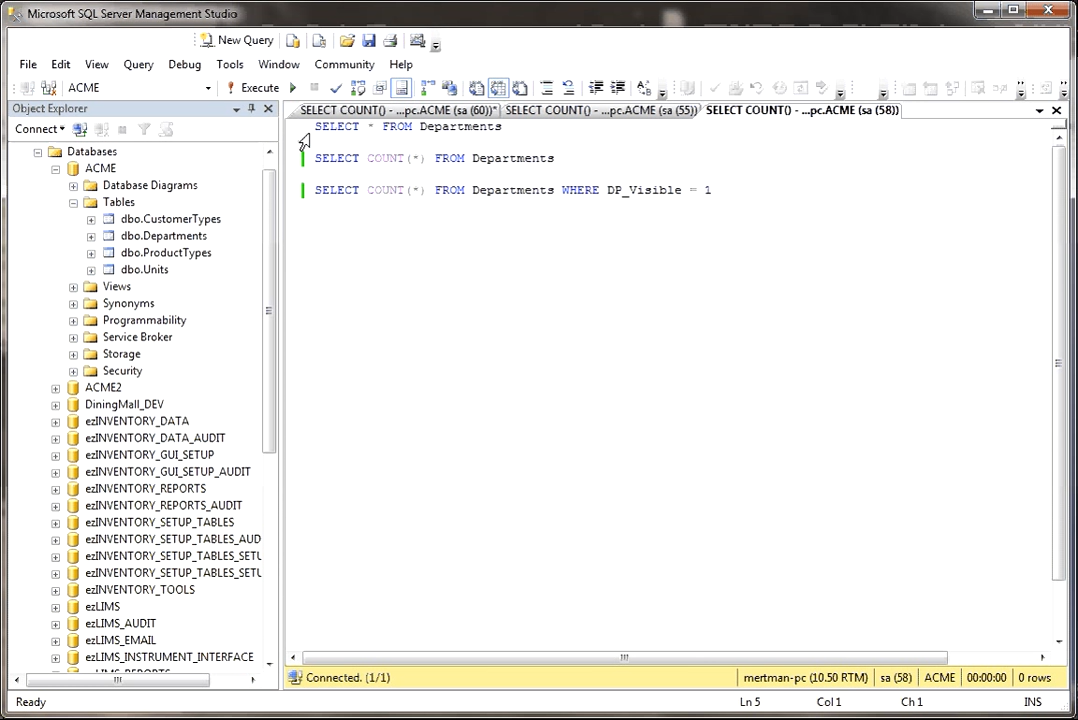 Microsoft SQL Server Management Studio
New Query
File Edit View Query Debug Tools Window Community Help
ACME
Execute
Object Explorer
SELECT COUNT() - ...pc.ACME (sa (60))* SELECT COUNT() - ...pc.ACME (sa (55)) SELECT COUNT() - ...pc.ACME (sa (58))
Connect
SELECT * FROM Departments
SELECT COUNT(*) FROM Departments
SELECT COUNT(*) FROM Departments WHERE DP_Visible = 1
Databases
ACME
Database Diagrams
Tables
dbo.CustomerTypes
dbo.Departments
dbo.ProductTypes
dbo.Units
Views
Synonyms
Programmability
Service Broker
Storage
Security
ACME2
DiningMall_DEV
ezINVENTORY_DATA
ezINVENTORY_DATA_AUDIT
ezINVENTORY_GUI_SETUP
ezINVENTORY_GUI_SETUP_AUDIT
ezINVENTORY_REPORTS
ezINVENTORY_REPORTS_AUDIT
ezINVENTORY_SETUP_TABLES
ezINVENTORY_SETUP_TABLES_AUD
ezINVENTORY_SETUP_TABLES_SETU
ezINVENTORY_SETUP_TABLES_SETU
ezINVENTORY_TOOLS
ezLIMS
ezLIMS_AUDIT
ezLIMS_EMAIL
ezLIMS_INSTRUMENT_INTERFACE
Connected. (1/1) mertman-pc (10.50 RTM) sa (58) ACME 00:00:00 0 rows
Ready Ln 5 Col 1 Ch 1 INS